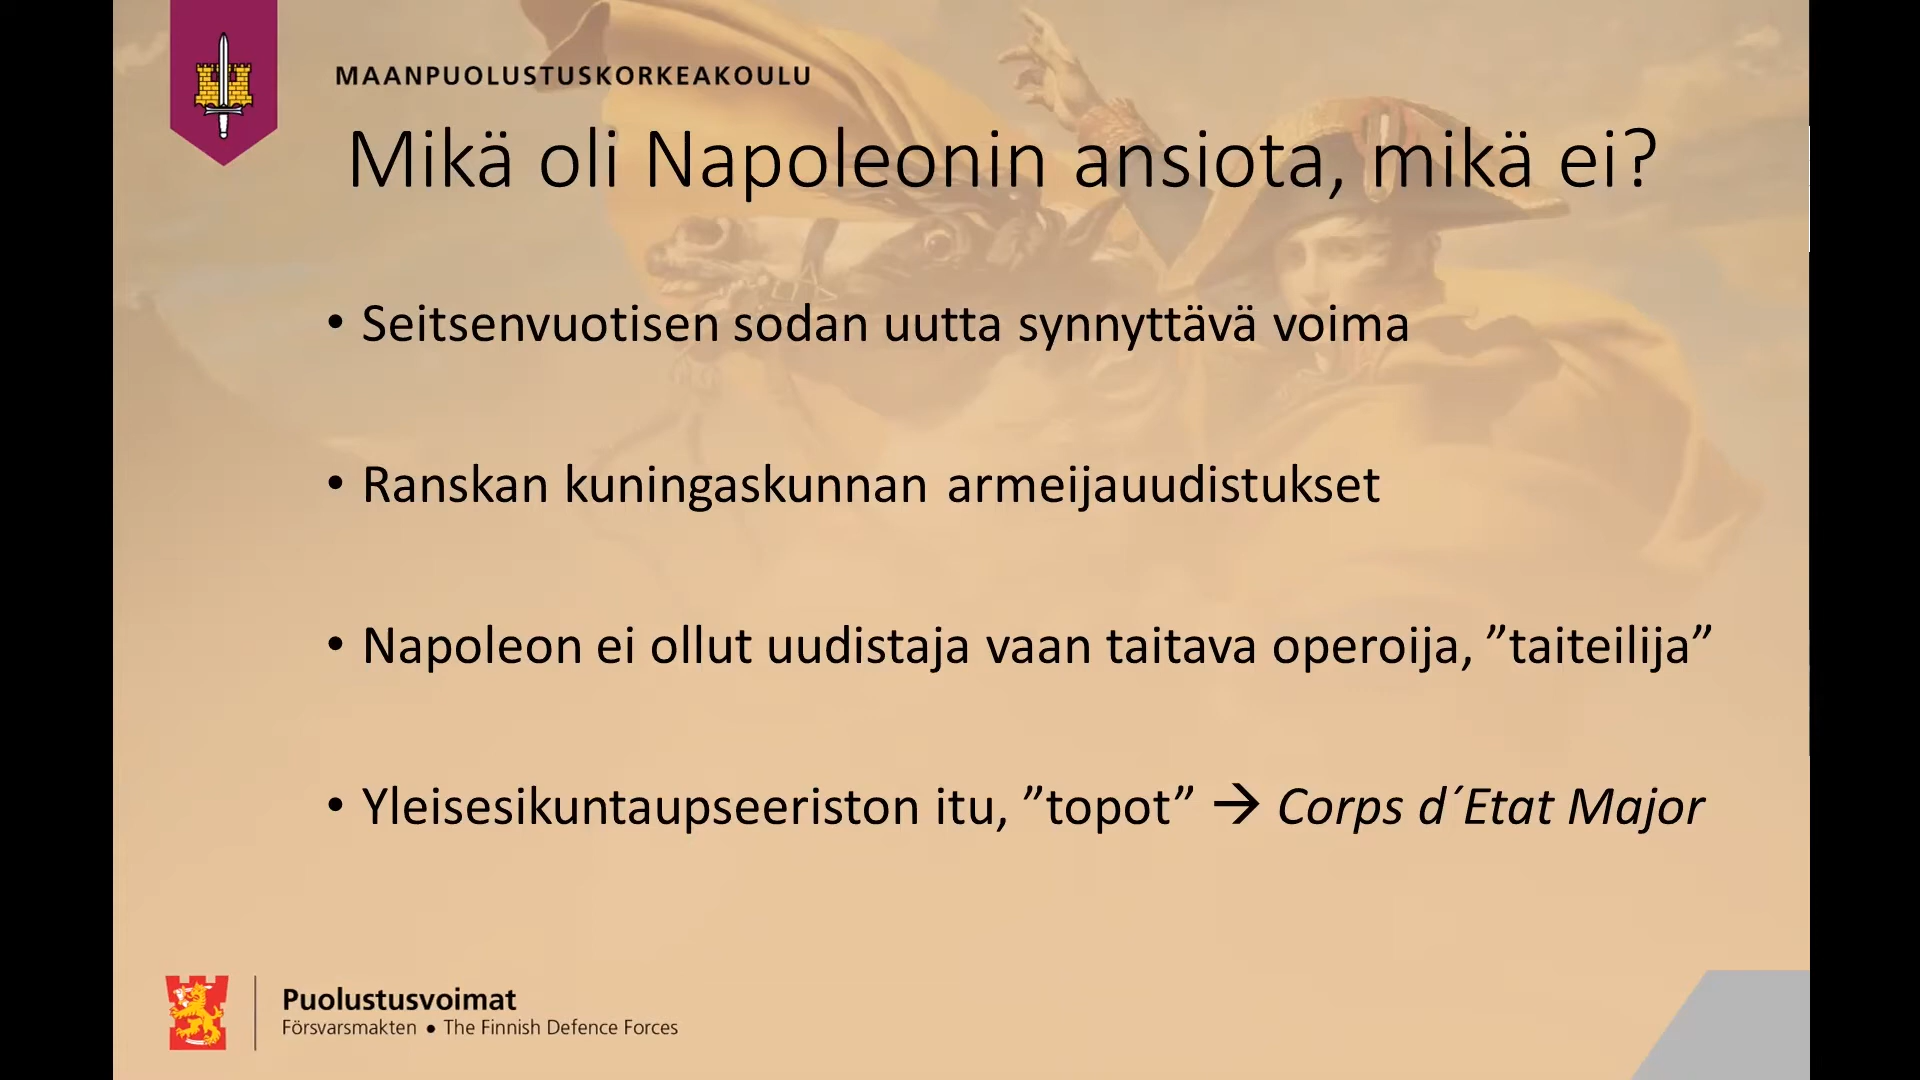 MAANPUOLUSTUSKORKEAKOULU
Mikä oli Napoleonin ansiota, mikä ei?
• Seitsenvuotisen sodan uutta synnyttävä voima
• Ranskan kuningaskunnan armeijauudistukset
• Napoleon ei ollut uudistaja vaan taitava operoija, ”taiteilija”
• Yleisesikuntaupseeriston itu, ”topot” → Corps d´Etat Major
Puolustusvoimat
Försvarsmakten ● The Finnish Defence Forces